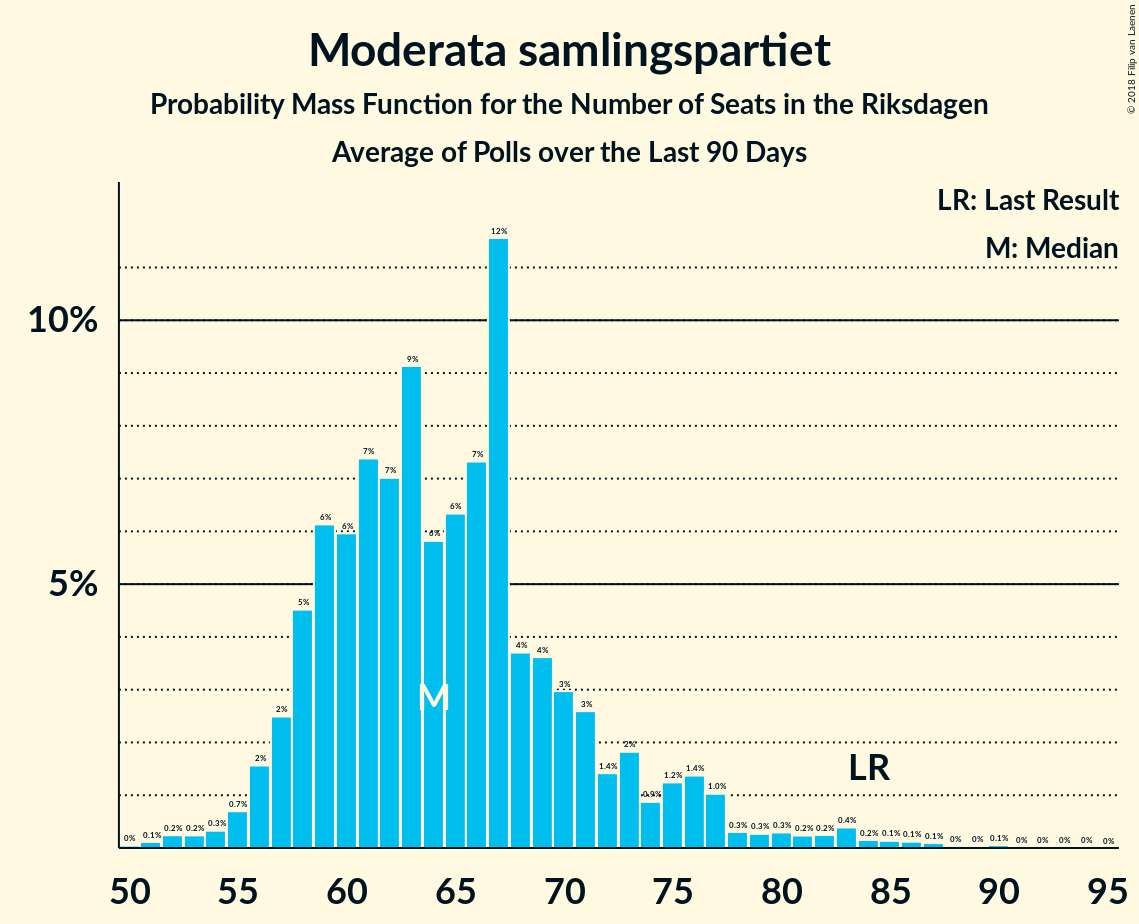 Moderata samlingspartiet
Probability Mass Function for the Number of Seats in the Riksdagen
Average of Polls over the Last 90 Days
© 2018 Filip van Laenen
LR: Last Result
M: Median
10%
5%
0% 0.1% 0.2% 0.2% 0.3% 0.7% 2% 2% 5% 6% 6% 7% 7% 9% 6% 6% 7% 12% 4% 4% 3% 3% 1.4% 2% 0.9% 1.2% 1.4% 1.0% 0.3% 0.3% 0.3% 0.2% 0.2% 0.4% 0.2% 0.1% 0.1% 0.1% 0% 0% 0.1% 0% 0% 0% 0% 0%
M
LR
50 55 60 65 70 75 80 85 90 95